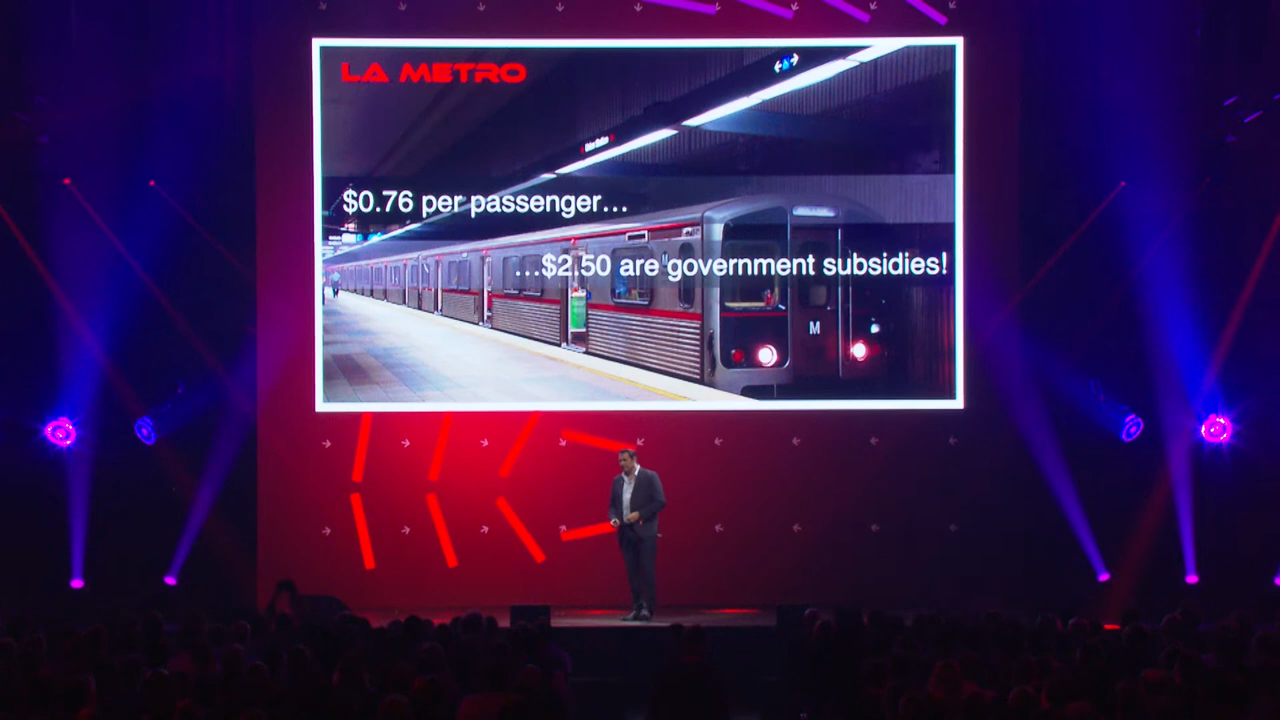 LA METRO
$0.76 per passenger...
...$2.50 are government subsidies!
M